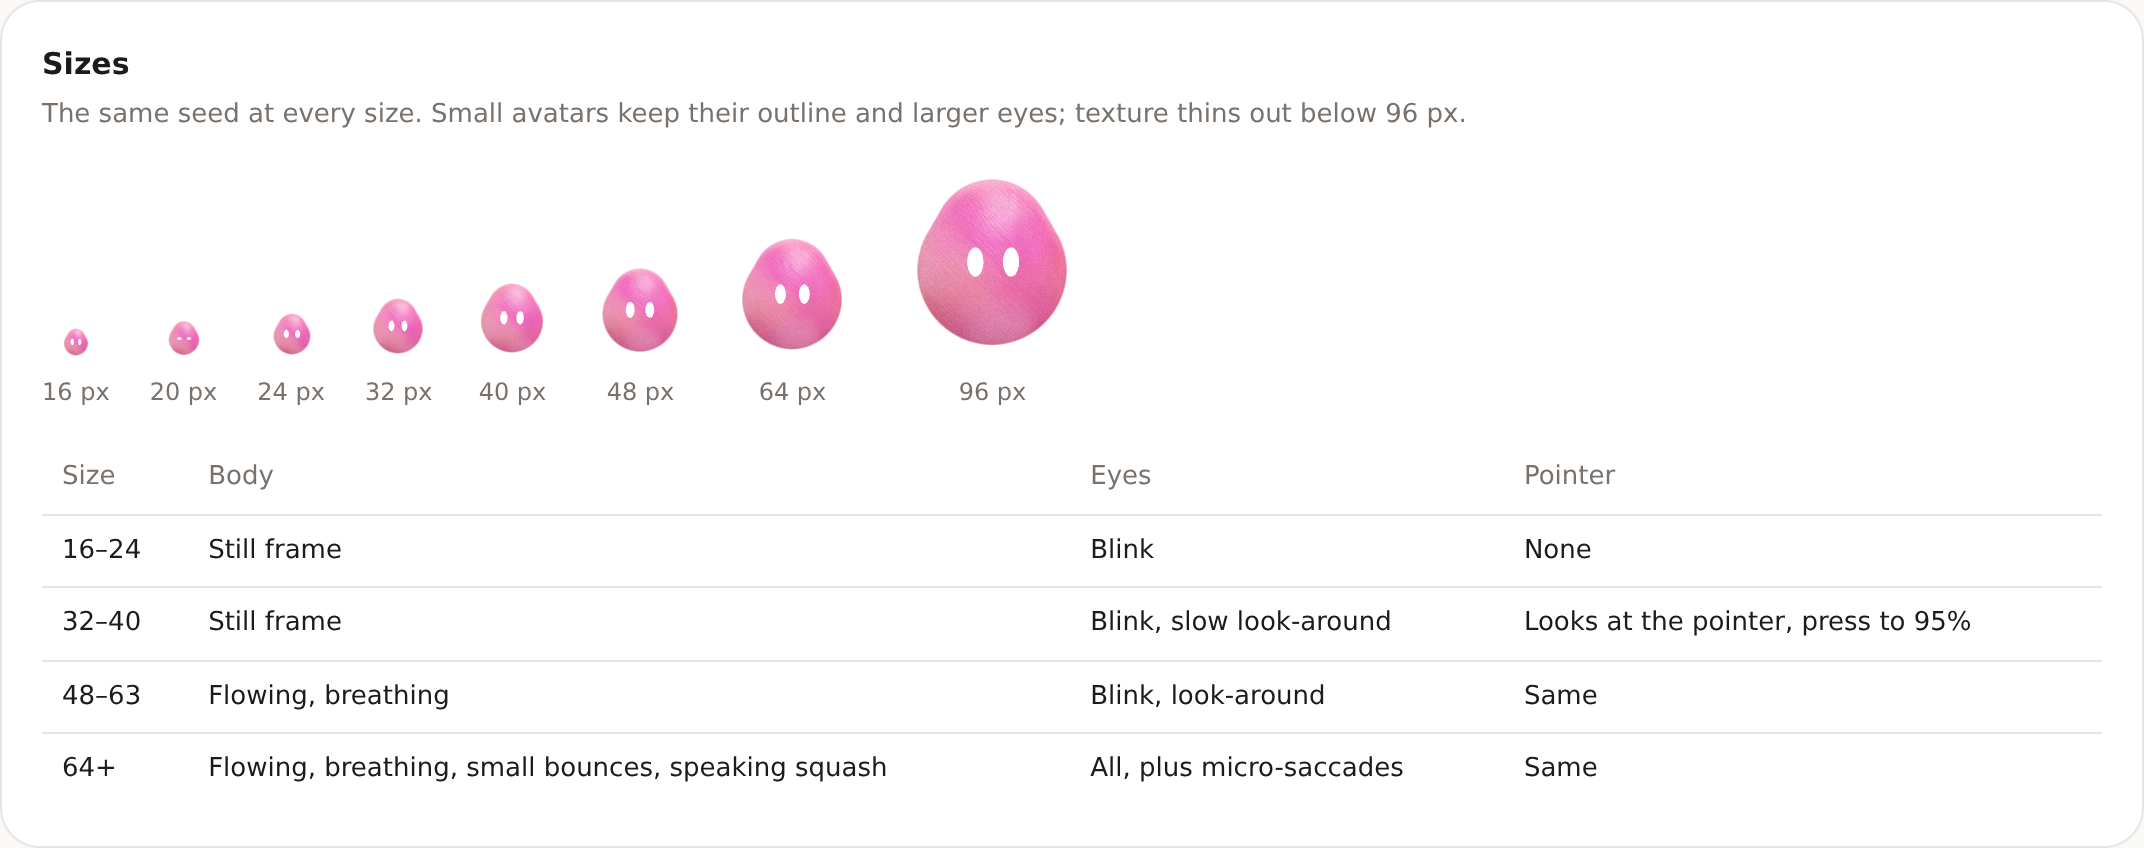 Sizes
The same seed at every size. Small avatars keep their outline and larger eyes; texture thins out below 96 px.
16 px 20 px 24 px 32 px 40 px 48 px 64 px 96 px
Size Body Eyes Pointer
16–24 Still frame Blink None
32–40 Still frame Blink, slow look-around Looks at the pointer, press to 95%
48–63 Flowing, breathing Blink, look-around Same
64+ Flowing, breathing, small bounces, speaking squash All, plus micro-saccades Same